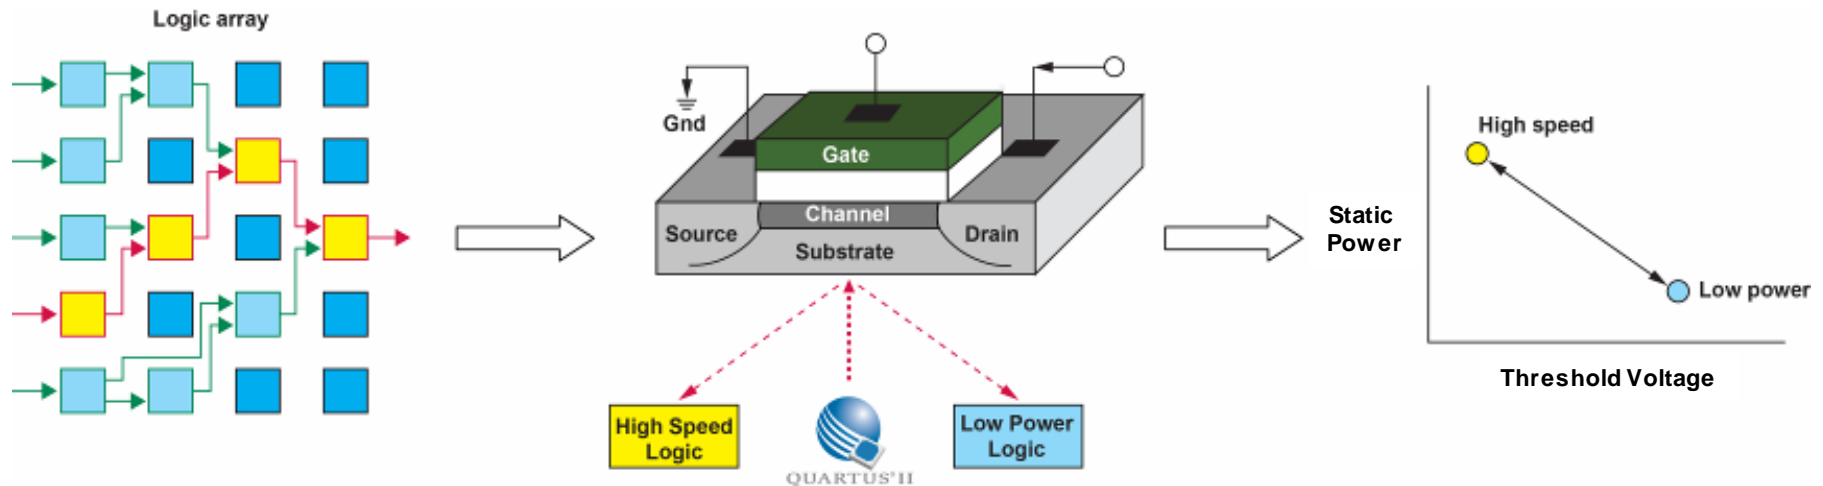 Logic array
Gnd
Gate
Channel
Source
Drain
Substrate
High Speed
Logic
QUARTUS®II
Low Power
Logic
Static
Power
High speed
Low power
Threshold Voltage